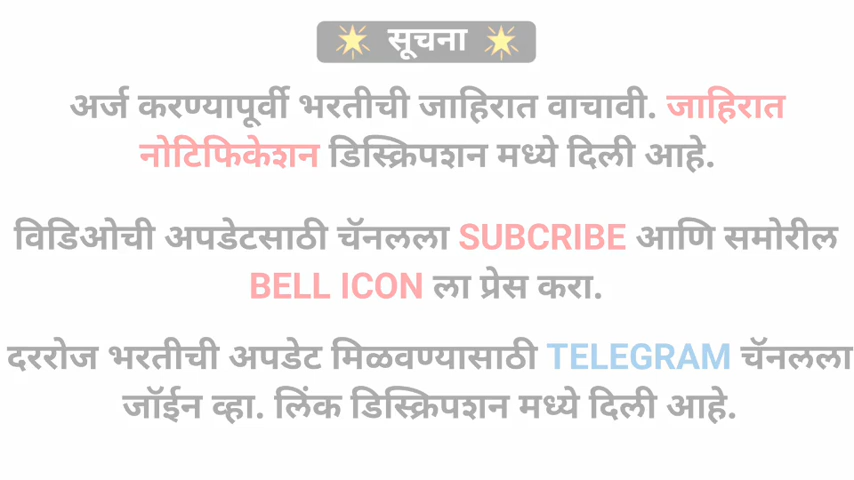 🌟 सूचना 🌟
अर्ज करण्यापूर्वी भरतीची जाहिरात वाचावी. जाहिरात
नोटिफिकेशन डिस्क्रिपशन मध्ये दिली आहे.
विडिओची अपडेटसाठी चॅनलला SUBCRIBE आणि समोरील
BELL ICON ला प्रेस करा.
दररोज भरतीची अपडेट मिळवण्यासाठी TELEGRAM चॅनलला
जॉईन व्हा. लिंक डिस्क्रिपशन मध्ये दिली आहे.